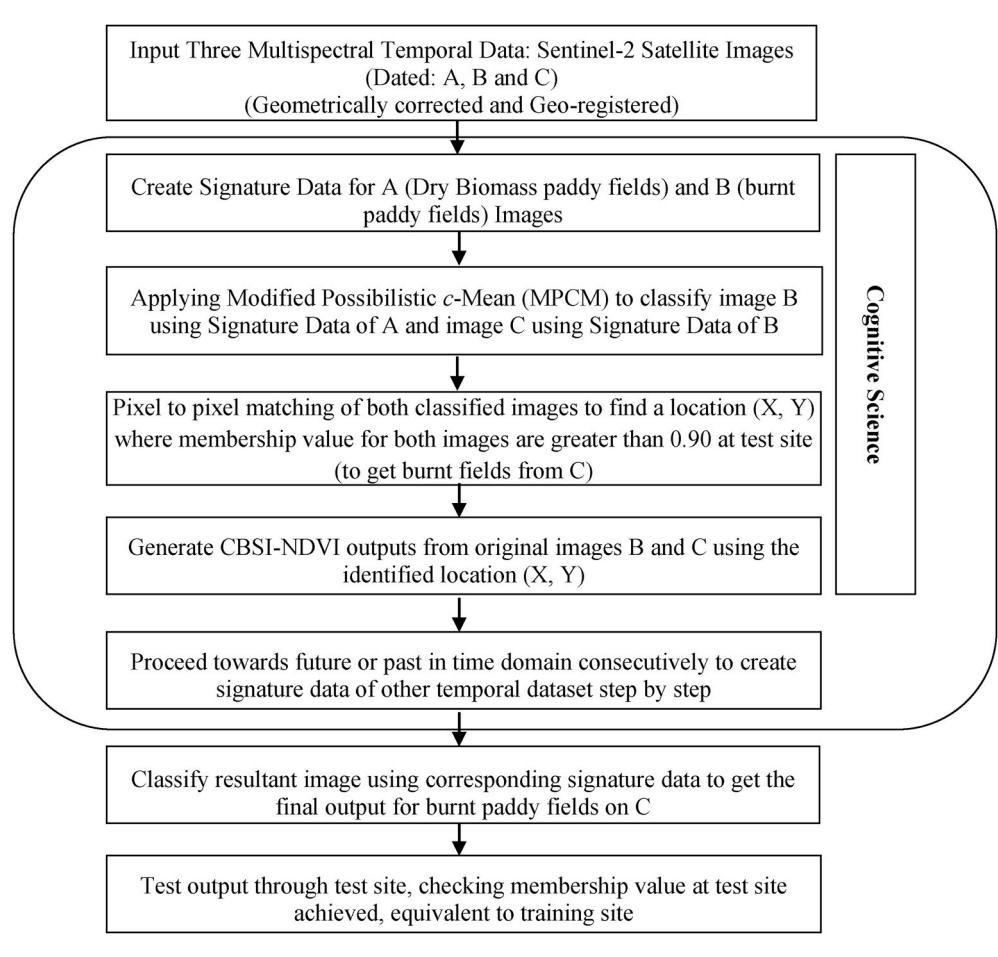 Input Three Multispectral Temporal Data: Sentinel-2 Satellite Images
(Dated: A, B and C)
(Geometrically corrected and Geo-registered)
Create Signature Data for A (Dry Biomass paddy fields) and B (burnt
paddy fields) Images
Applying Modified Possibilistic c-Mean (MPCM) to classify image B
using Signature Data of A and image C using Signature Data of B
Pixel to pixel matching of both classified images to find a location (X, Y)
where membership value for both images are greater than 0.90 at test site
(to get burnt fields from C)
Generate CBSI-NDVI outputs from original images B and C using the
identified location (X, Y)
Proceed towards future or past in time domain consecutively to create
signature data of other temporal dataset step by step
Cognitive Science
Classify resultant image using corresponding signature data to get the
final output for burnt paddy fields on C
Test output through test site, checking membership value at test site
achieved, equivalent to training site